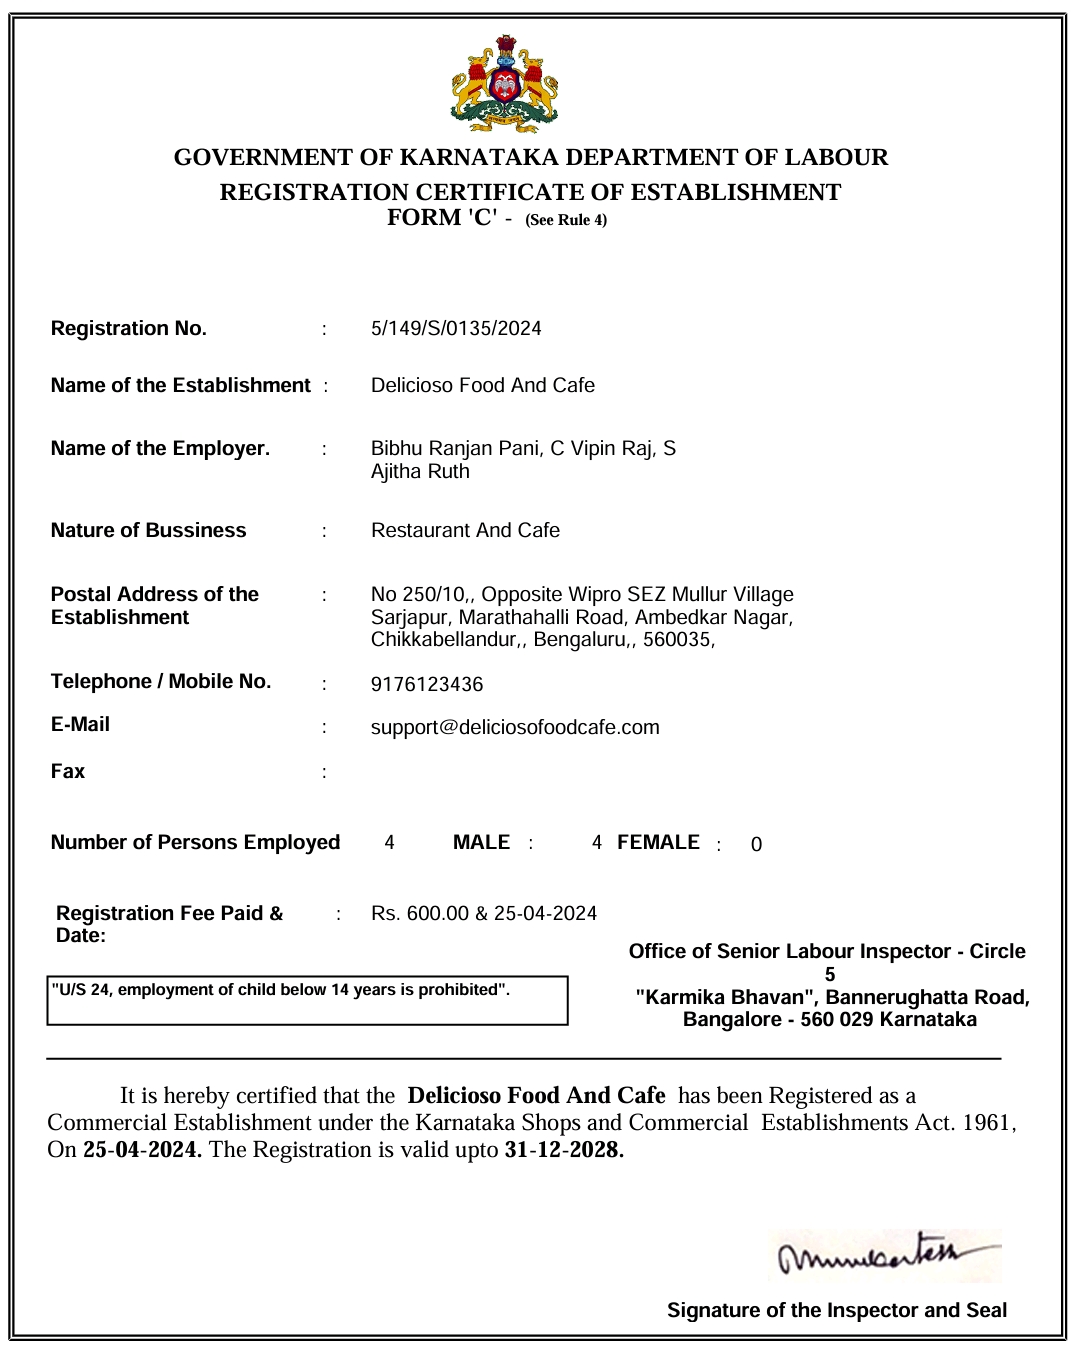 GOVERNMENT OF KARNATAKA DEPARTMENT OF LABOUR
REGISTRATION CERTIFICATE OF ESTABLISHMENT
FORM 'C' - (See Rule 4)
Registration No. : 5/149/S/0135/2024
Name of the Establishment : Delicioso Food And Cafe
Name of the Employer. : Bibhu Ranjan Pani, C Vipin Raj, S
Ajitha Ruth
Nature of Bussiness : Restaurant And Cafe
Postal Address of the : No 250/10,, Opposite Wipro SEZ Mullur Village
Establishment Sarjapur, Marathahalli Road, Ambedkar Nagar,
Chikkabellandur,, Bengaluru,, 560035,
Telephone / Mobile No. : 9176123436
E-Mail : support@deliciosofoodcafe.com
Fax :
Number of Persons Employed 4 MALE : 4 FEMALE : 0
Registration Fee Paid & : Rs. 600.00 & 25-04-2024
Date:
Office of Senior Labour Inspector - Circle
5
"Karmika Bhavan", Bannerughatta Road,
Bangalore - 560 029 Karnataka
"U/S 24, employment of child below 14 years is prohibited".
It is hereby certified that the Delicioso Food And Cafe has been Registered as a
Commercial Establishment under the Karnataka Shops and Commercial Establishments Act. 1961,
On 25-04-2024. The Registration is valid upto 31-12-2028.
Signature of the Inspector and Seal